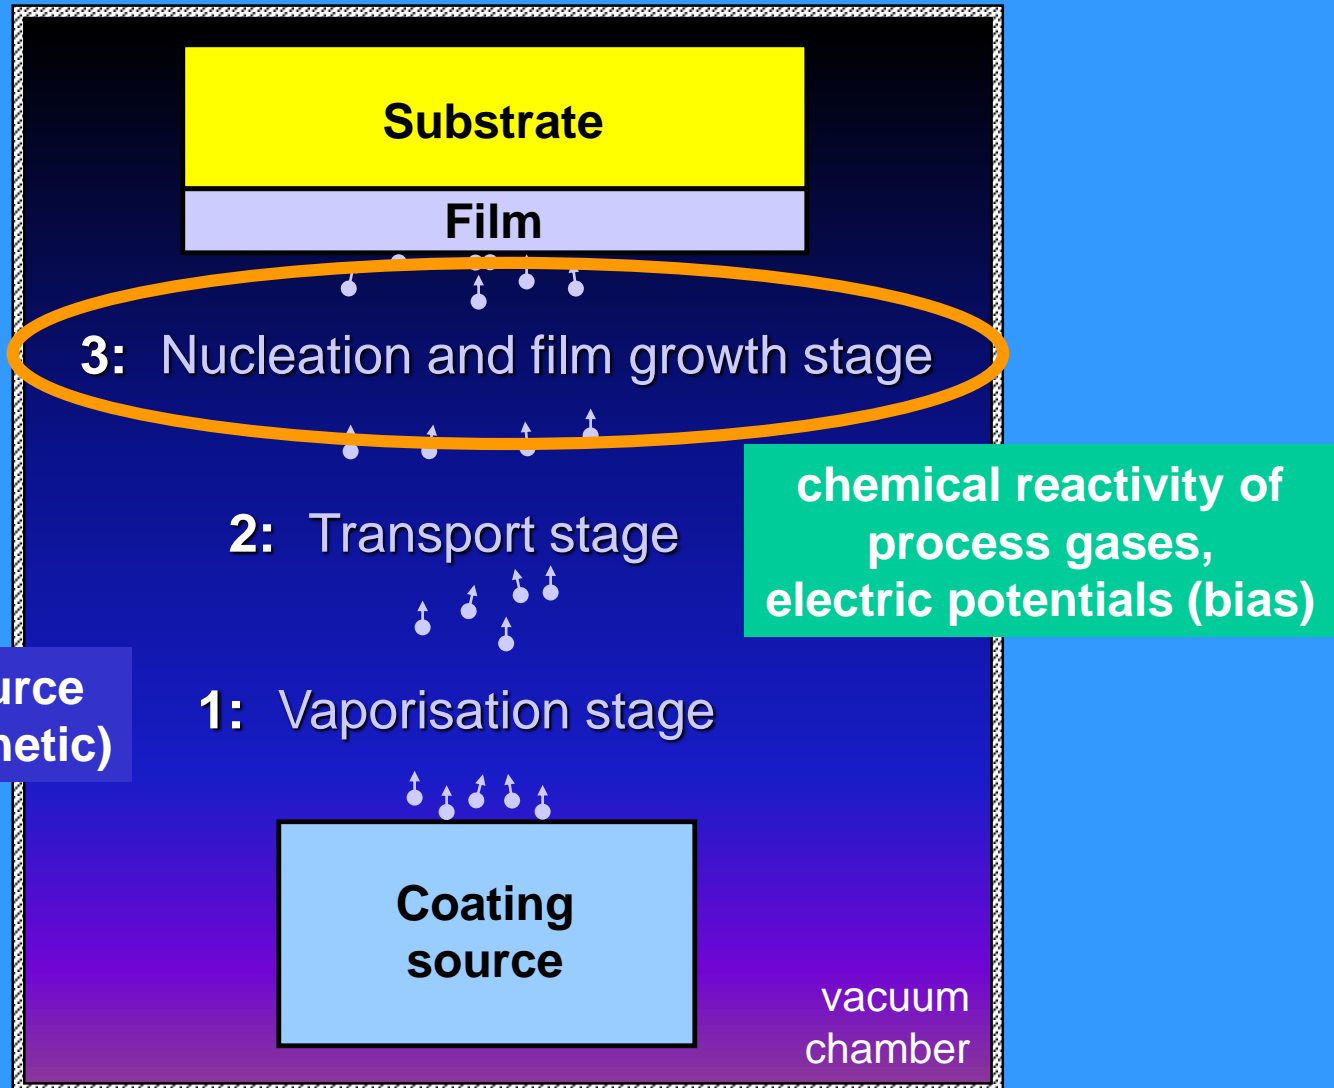 Substrate
Film
3: Nucleation and film growth stage
chemical reactivity of
process gases,
electric potentials (bias)
2: Transport stage
1: Vaporisation stage
Coating
source
vacuum
chamber